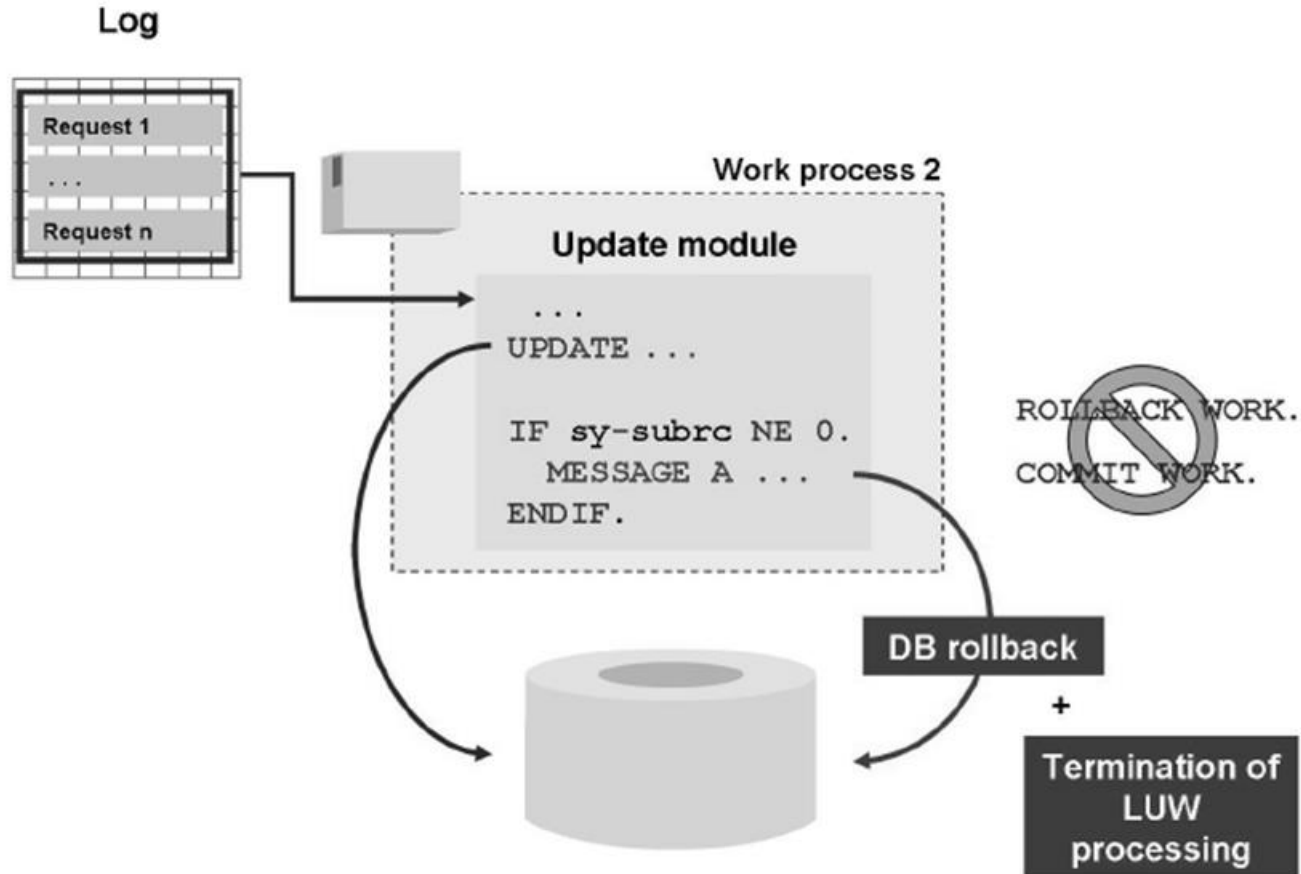 Log
Request 1
...
Request n
Work process 2
Update module
...
UPDATE ...
IF sy-subrc NE 0.
MESSAGE A ...
ENDIF.
ROLLBACK WORK.
COMMIT WORK.
DB rollback
+
Termination of
LUW
processing